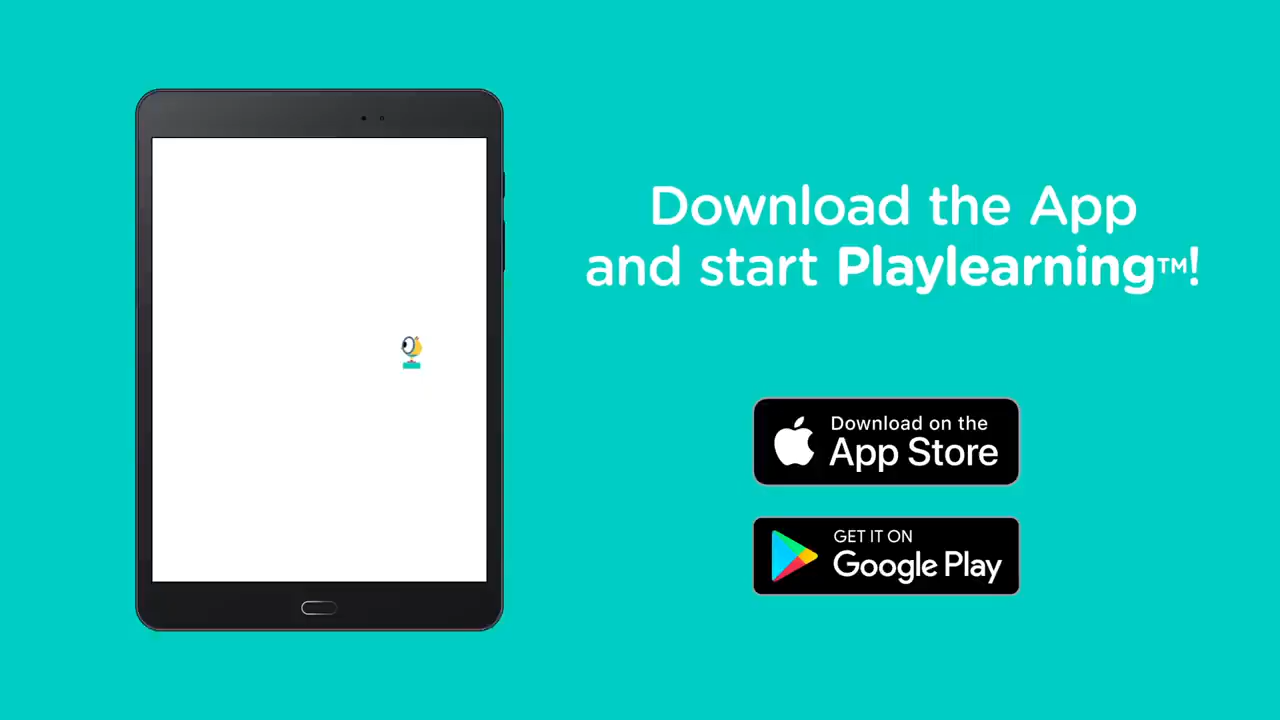 Download the App
and start Playlearning™!
Download on the
App Store
GET IT ON
Google Play